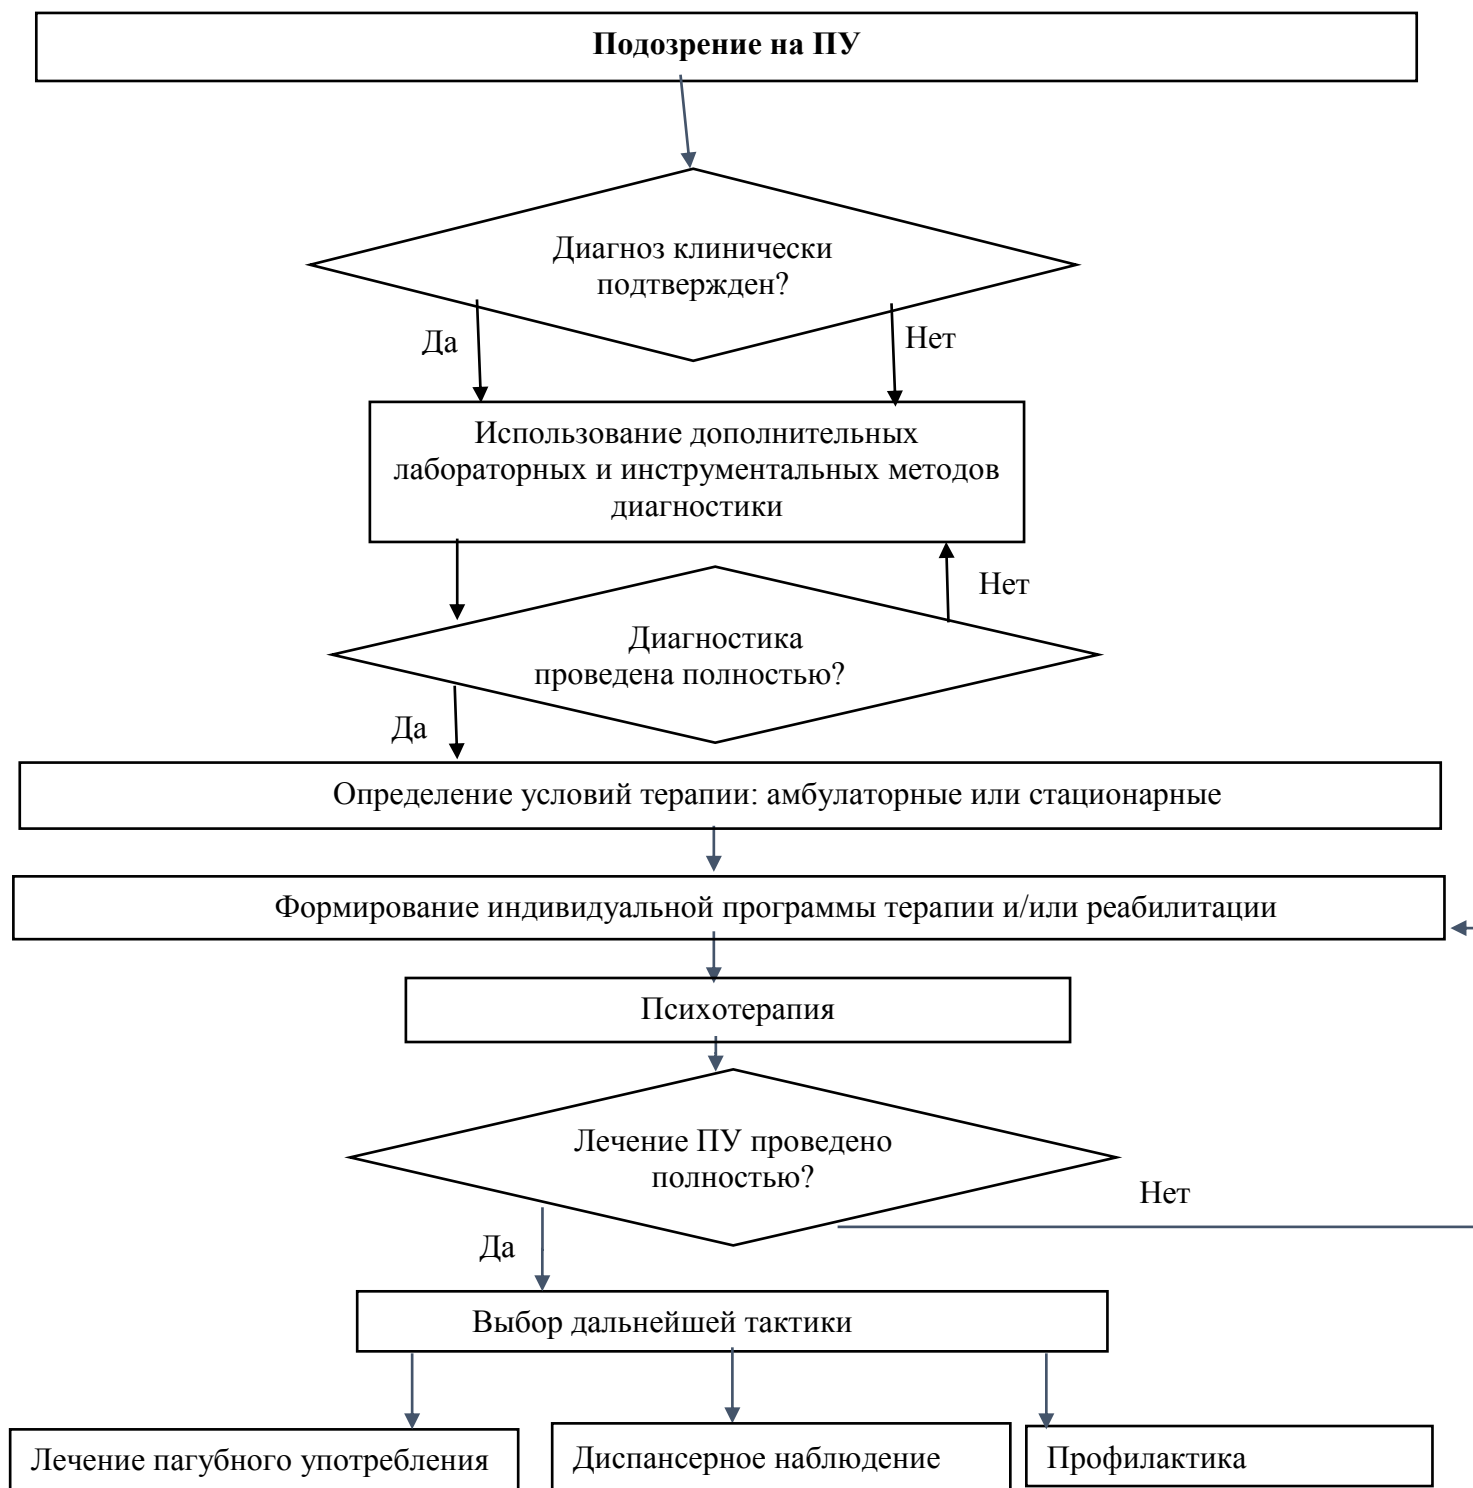 Подозрение на ПУ
Диагноз клинически
подтвержден?
Да
Нет
Использование дополнительных
лабораторных и инструментальных методов
диагностики
Нет
Диагностика
проведена полностью?
Да
Определение условий терапии: амбулаторные или стационарные
Формирование индивидуальной программы терапии и/или реабилитации
Психотерапия
Лечение ПУ проведено
полностью?
Нет
Да
Выбор дальнейшей тактики
Лечение пагубного употребления
Диспансерное наблюдение
Профилактика